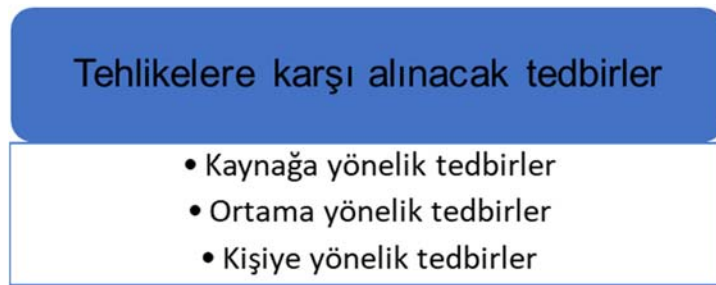 Tehlikelere karşı alınacak tedbirler
• Kaynağa yönelik tedbirler
• Ortama yönelik tedbirler
• Kişiye yönelik tedbirler